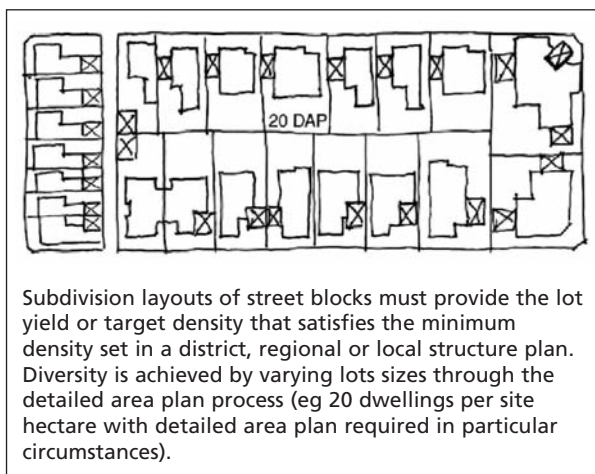 20 DAP
Subdivision layouts of street blocks must provide the lot
yield or target density that satisfies the minimum
density set in a district, regional or local structure plan.
Diversity is achieved by varying lots sizes through the
detailed area plan process (eg 20 dwellings per site
hectare with detailed area plan required in particular
circumstances).